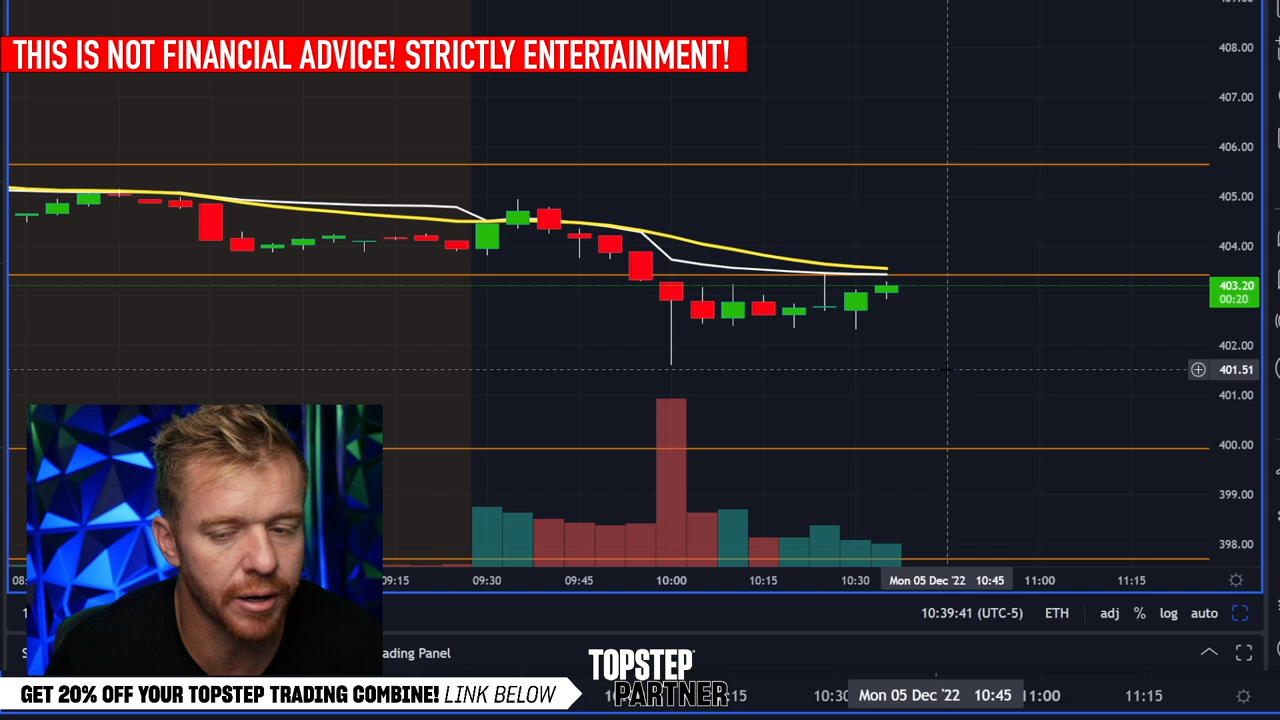 409.00
THIS IS NOT FINANCIAL ADVICE! STRICTLY ENTERTAINMENT!
408.00
407.00
406.00
405.00
404.00
403.20
00:20
402.00
401.51
401.00
400.00
399.00
398.00
08: 09:15 09:30 09:45 10:00 10:15 10:30 Mon 05 Dec '22 10:45 11:00 11:15
10:39:41 (UTC-5) ETH adj % log auto
ading Panel
TOPSTEP
PARTNER
GET 20% OFF YOUR TOPSTEP TRADING COMBINE! LINK BELOW
:15 10:30 Mon 05 Dec '22 10:45 11:00 11:15